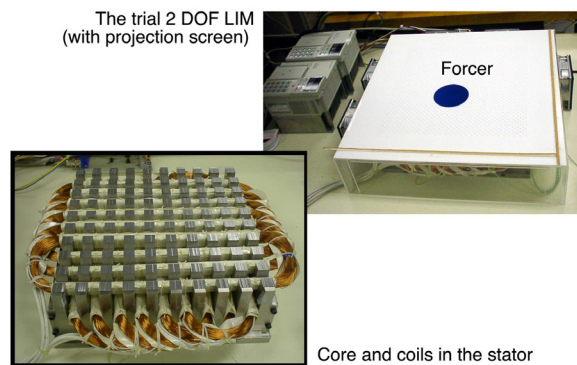 The trial 2 DOF LIM
(with projection screen)
Forcer
Core and coils in the stator